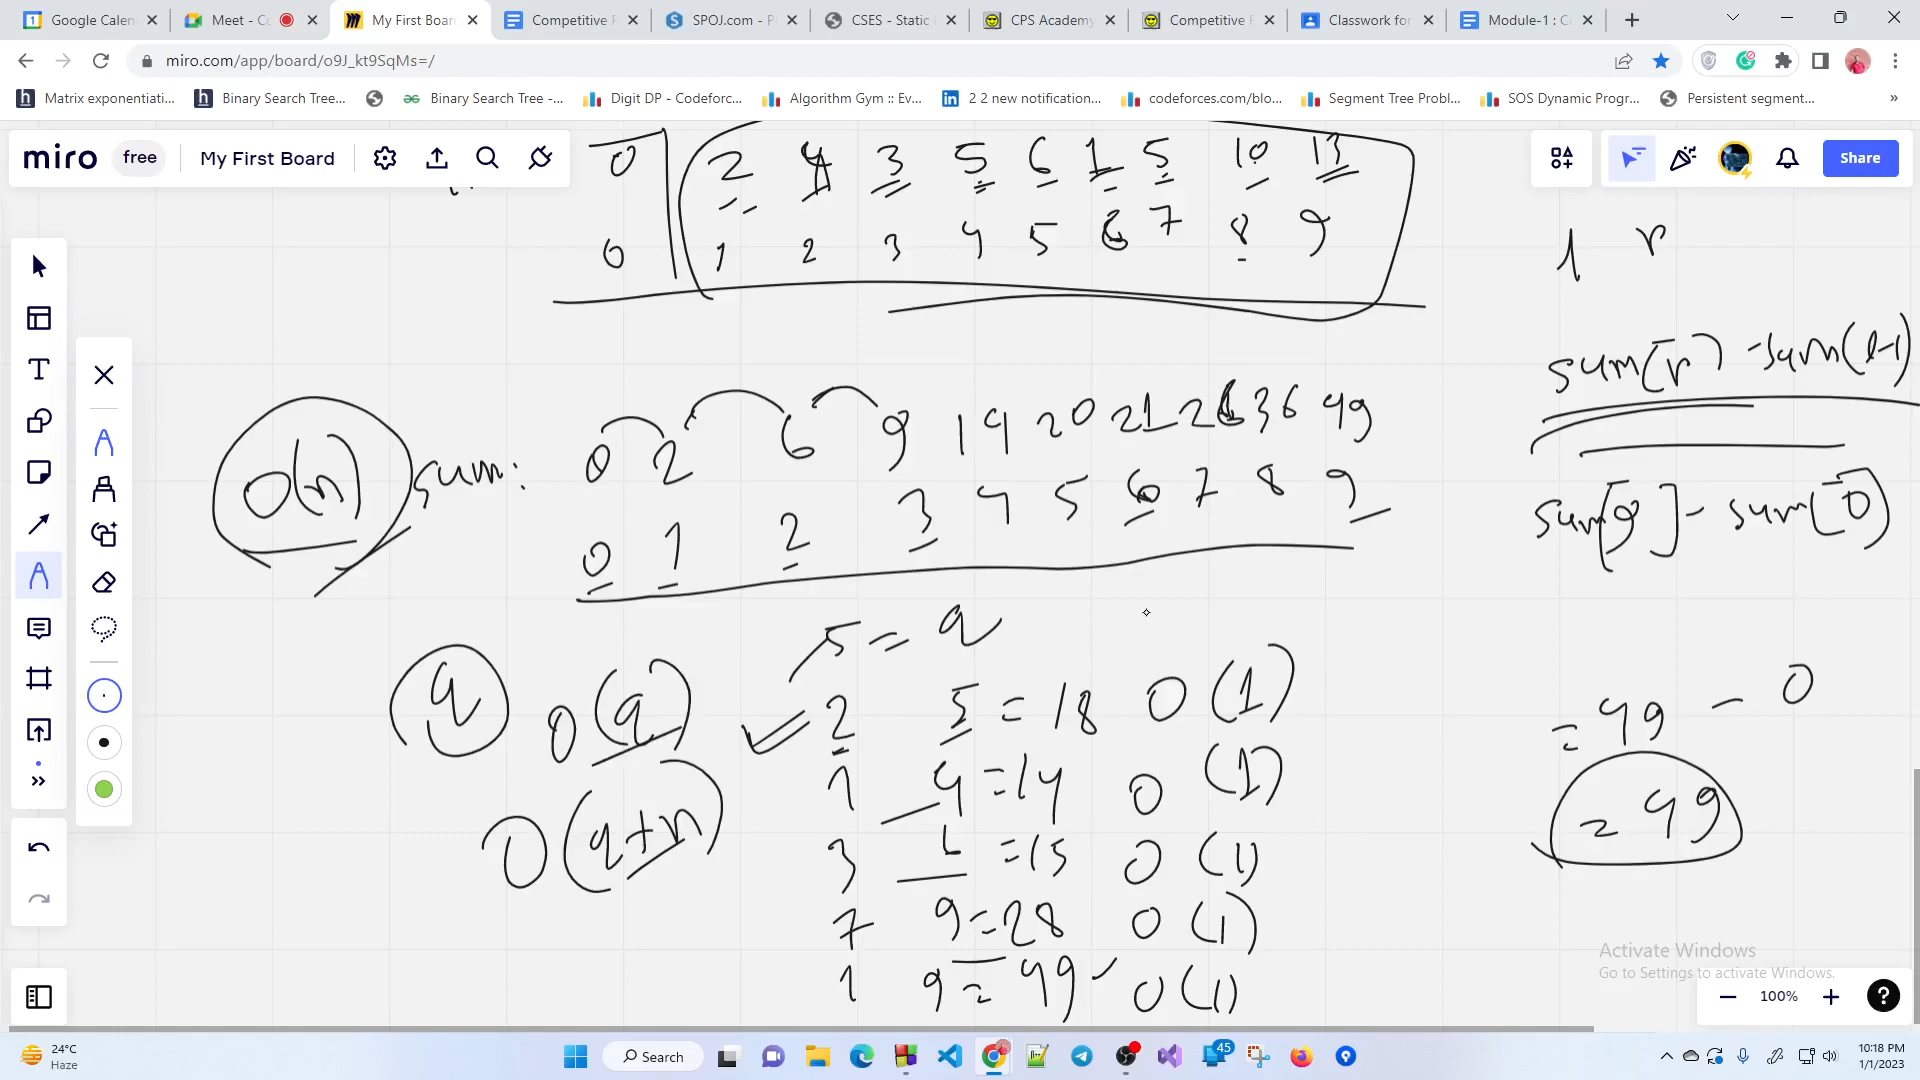 Google Calen
Meet - Co
My First Boar
Competitive P
SPOJ.com - P
CSES - Static
CPS Academy
Competitive P
Classwork for
Module-1 : C
miro.com/app/board/o9J_kt9SqMs=/
Matrix exponentiati...
Binary Search Tree...
Binary Search Tree -...
Digit DP - Codeforc...
Algorithm Gym :: Ev...
2 2 new notification...
codeforces.com/blo...
Segment Tree Probl...
SOS Dynamic Progr...
Persistent segment...
miro free My First Board
Share
0 2 4 3 5 6 1 5 10 13
0 1 2 3 4 5 6 7 8 9
l r
sum[r] - sum(l-1)
O(n) sum: 0 2 6 9 14 20 21 26 36 49
0 1 2 3 4 5 6 7 8 9
sum[9] - sum[0]
5 = q
q O(q) 2 5 = 18 O(1)
= 49 - 0
1 4 = 14 O(1)
O(q+n)
= 49
3 = 15 O(1)
7 9 = 28 O(1)
1 9 = 49 O(1)
Activate Windows
Go to Settings to activate Windows.
100%
24°C
Haze
Search
45
10:18 PM
1/1/2023